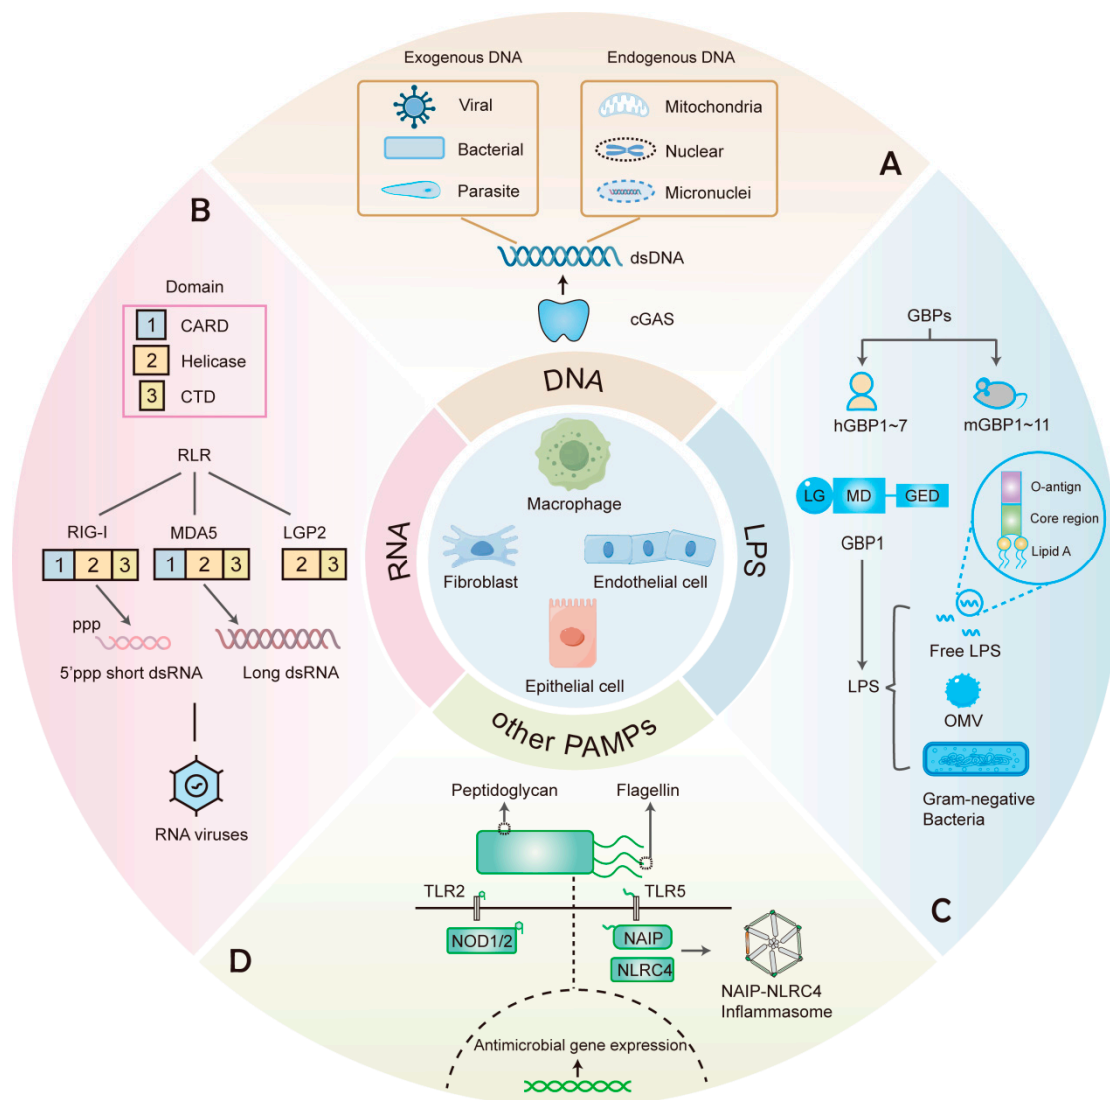 Exogenous DNA
Endogenous DNA
Viral
Bacterial
Parasite
Mitochondria
Nuclear
Micronuclei
A
dsDNA
cGAS
B
Domain
1 CARD
2 Helicase
3 CTD
RLR
RIG-I
MDA5
LGP2
1 2 3
1 2 3
2 3
ppp
5'ppp short dsRNA
Long dsRNA
RNA viruses
DNA
RNA
LPS
other PAMPs
Macrophage
Fibroblast
Endothelial cell
Epithelial cell
GBPs
hGBP1~7
mGBP1~11
LG
MD
GED
GBP1
O-antign
Core region
Lipid A
Free LPS
LPS
OMV
Gram-negative
Bacteria
C
Peptidoglycan
Flagellin
TLR2
TLR5
NOD1/2
NAIP
NLRC4
NAIP-NLRC4
Inflammasome
D
Antimicrobial gene expression